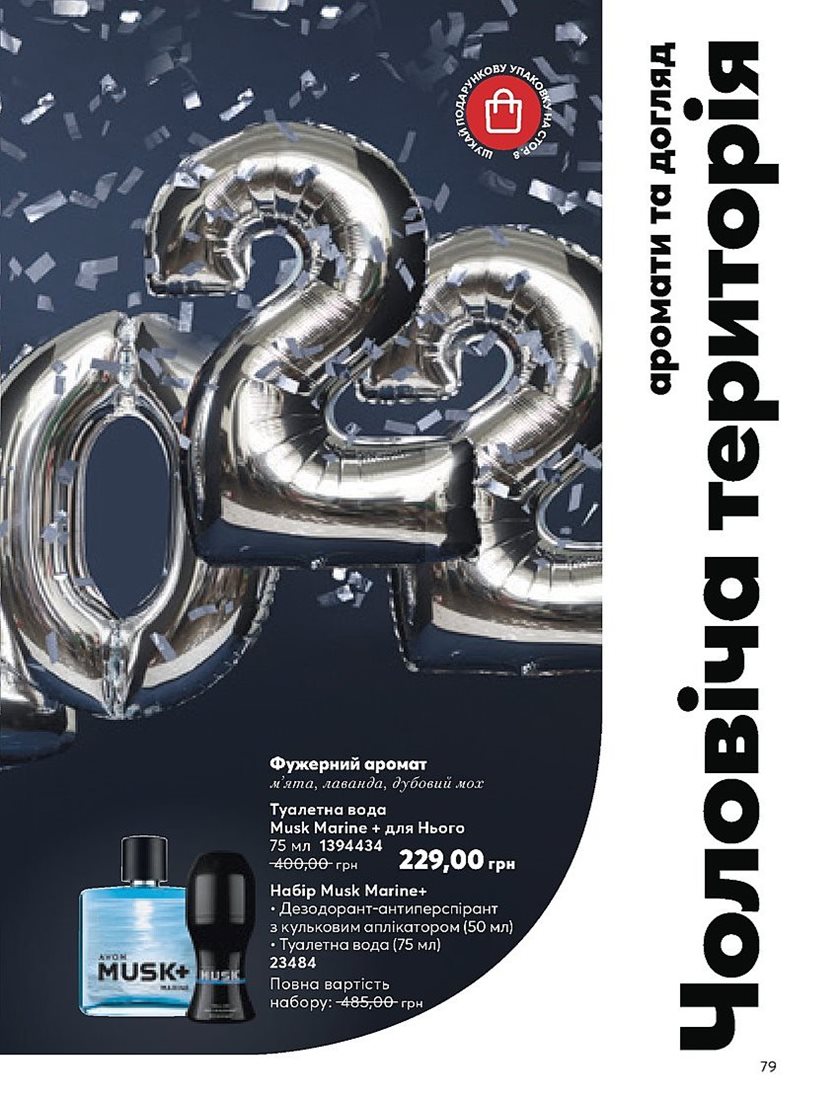 ШУКАЙ ПОДАРУНКОВУ УПАКОВКУ НА СТОР. 8
Чоловіча територія
аромати та догляд
2022
Фужерний аромат
м’ята, лаванда, дубовий мох
Туалетна вода
Musk Marine + для Нього
75 мл 1394434
400,00 грн 229,00 грн
Набір Musk Marine+
• Дезодорант-антиперспірант
з кульковим аплікатором (50 мл)
• Туалетна вода (75 мл)
23484
Повна вартість
набору: 485,00 грн
AVON
MUSK+
MARINE
MUSK
79